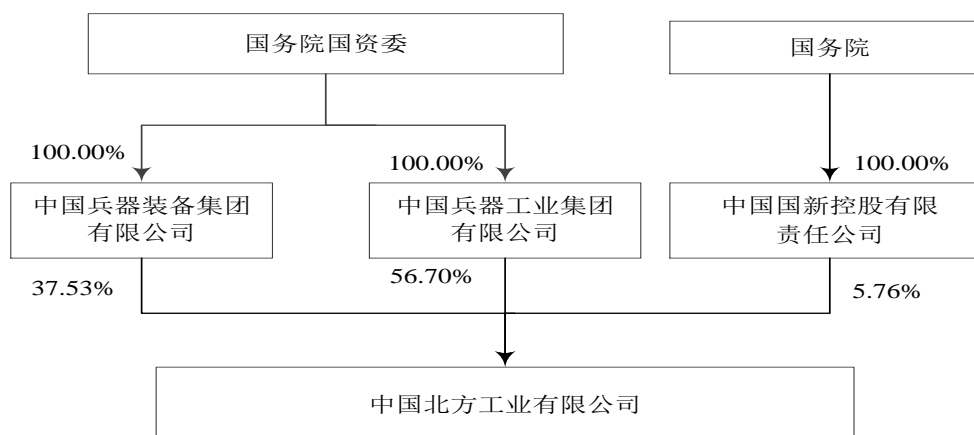 国务院国资委
国务院
100.00%
100.00%
100.00%
中国兵器装备集团
有限公司
中国兵器工业集团
有限公司
中国国新控股有限
责任公司
37.53%
56.70%
5.76%
中国北方工业有限公司